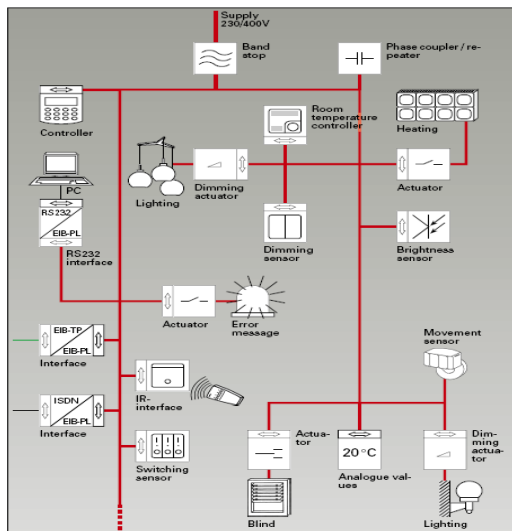 Supply
230/400V
Band
stop
Phase coupler / re-
peater
Controller
Room
temperature
controller
Heating
PC
Lighting
Dimming
actuator
Actuator
RS232
EIB-PL
RS232
interface
Dimming
sensor
Brightness
sensor
Actuator
Error
message
EIB-TP
EIB-PL
Interface
Movement
sensor
ISDN
EIB-PL
Interface
IR-
interface
Switching
sensor
Actua-
tor
20°C
Analogue val-
ues
Dim-
ming
actuator
Blind
Lighting